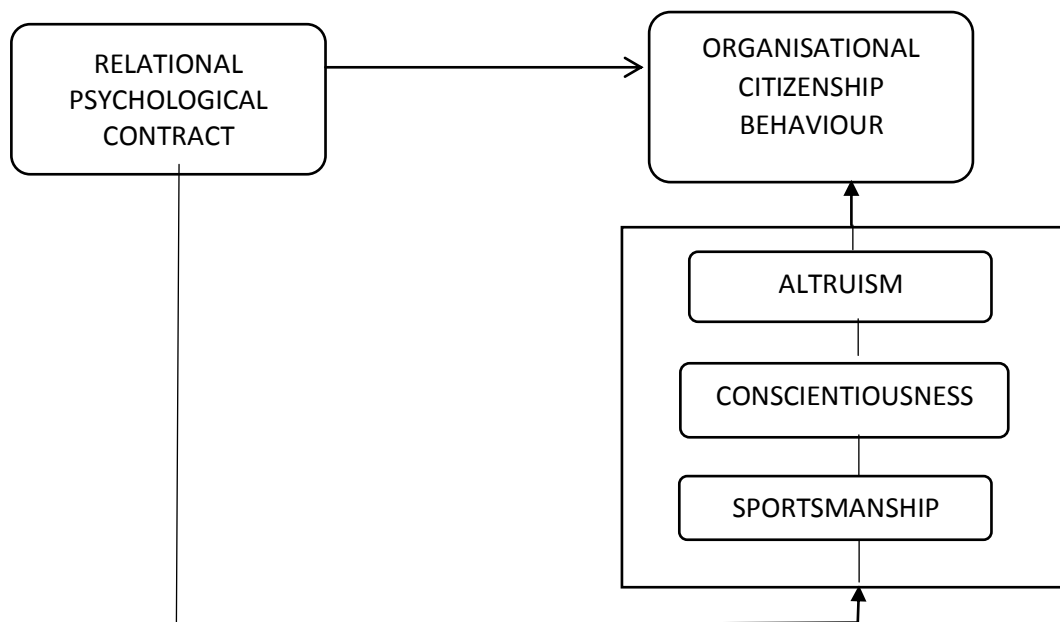 RELATIONAL
PSYCHOLOGICAL
CONTRACT
ORGANISATIONAL
CITIZENSHIP
BEHAVIOUR
ALTRUISM
CONSCIENTIOUSNESS
SPORTSMANSHIP